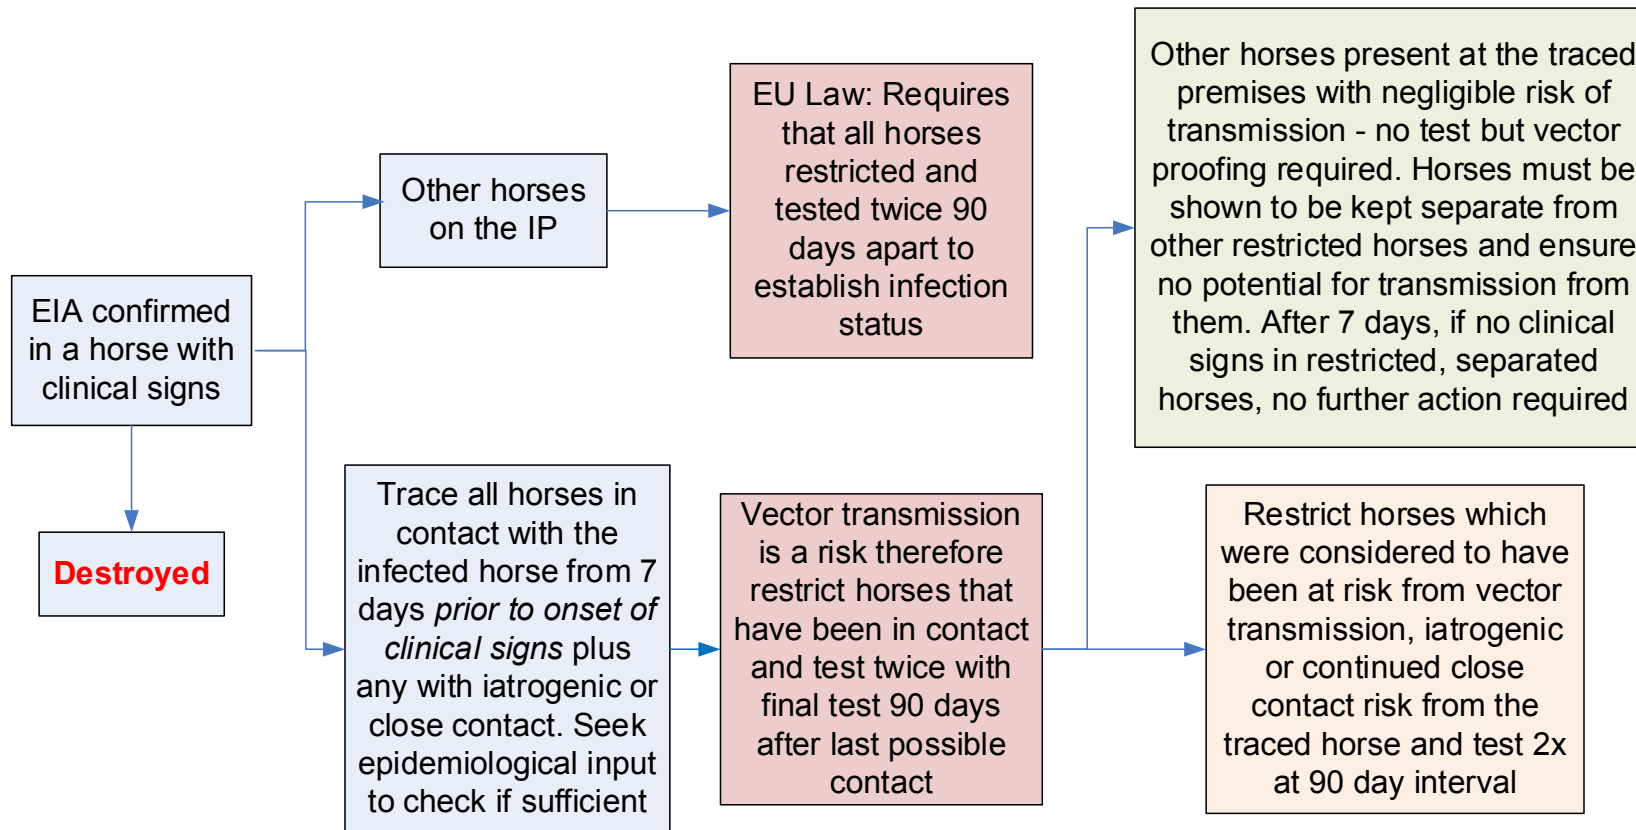 EIA confirmed
in a horse with
clinical signs
Destroyed
Other horses
on the IP
EU Law: Requires
that all horses
restricted and
tested twice 90
days apart to
establish infection
status
Trace all horses in
contact with the
infected horse from 7
days prior to onset of
clinical signs plus
any with iatrogenic or
close contact. Seek
epidemiological input
to check if sufficient
Vector transmission
is a risk therefore
restrict horses that
have been in contact
and test twice with
final test 90 days
after last possible
contact
Other horses present at the traced
premises with negligible risk of
transmission - no test but vector
proofing required. Horses must be
shown to be kept separate from
other restricted horses and ensure
no potential for transmission from
them. After 7 days, if no clinical
signs in restricted, separated
horses, no further action required
Restrict horses which
were considered to have
been at risk from vector
transmission, iatrogenic
or continued close
contact risk from the
traced horse and test 2x
at 90 day interval